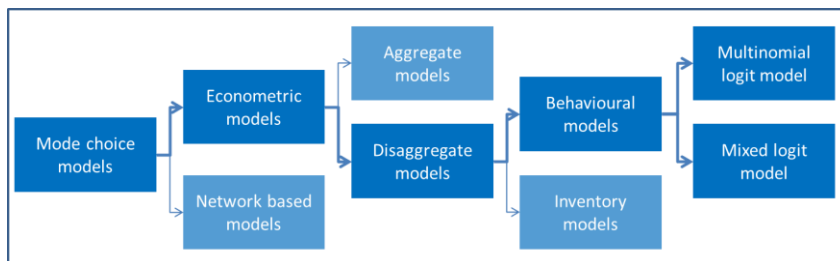 Mode choice
models
Econometric
models
Network based
models
Aggregate
models
Disaggregate
models
Behavioural
models
Inventory
models
Multinomial
logit model
Mixed logit
model